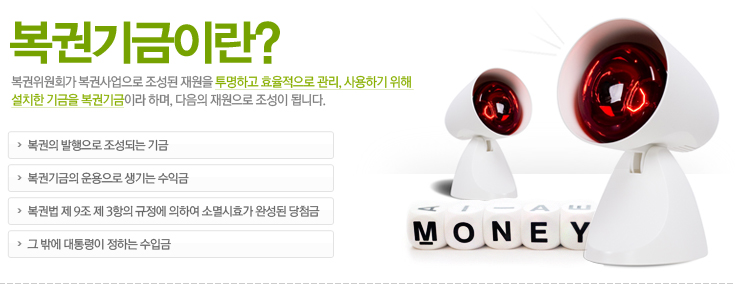 복권기금이란?
복권위원회가 복권사업으로 조성된 재원을 투명하고 효율적으로 관리, 사용하기 위해
설치한 기금을 복권기금이라 하며, 다음의 재원으로 조성이 됩니다.
› 복권의 발행으로 조성되는 기금
› 복권기금의 운용으로 생기는 수익금
› 복권법 제 9조 제 3항의 규정에 의하여 소멸시효가 완성된 당첨금
› 그 밖에 대통령이 정하는 수입금
MONEY